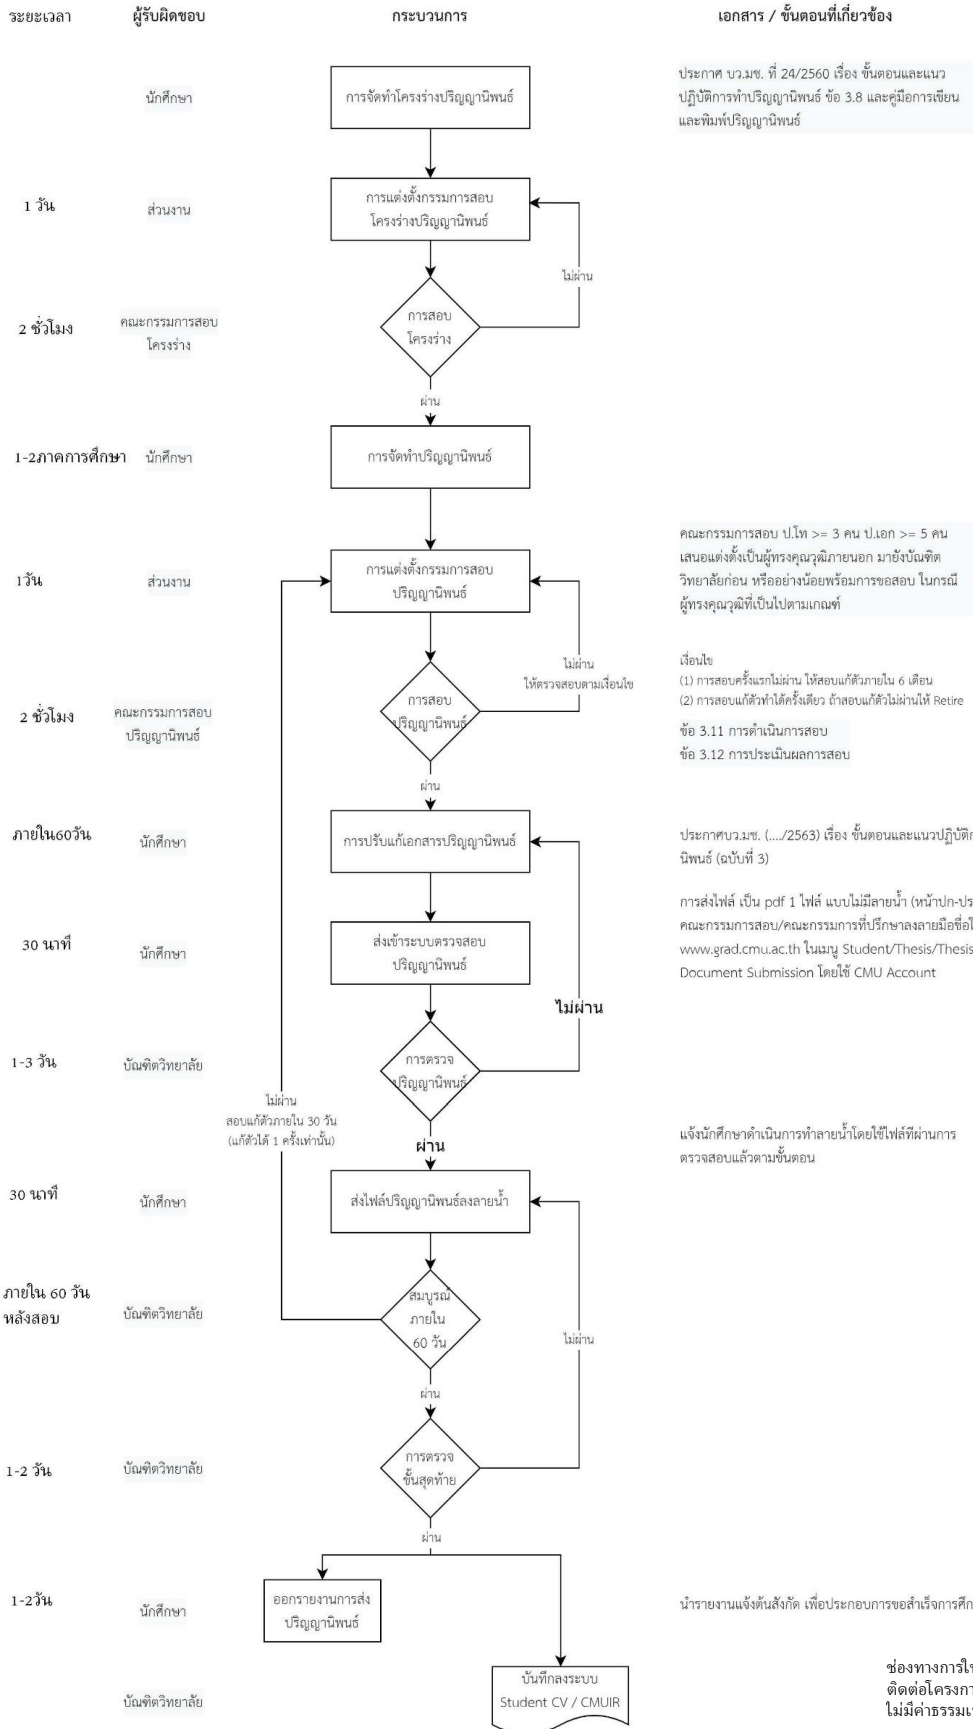 ระยะเวลา ผู้รับผิดชอบ กระบวนการ เอกสาร / ขั้นตอนที่เกี่ยวข้อง
นักศึกษา
การจัดทำโครงร่างปริญญานิพนธ์
ประกาศ บว.มช. ที่ 24/2560 เรื่อง ขั้นตอนและแนว
ปฏิบัติการทำปริญญานิพนธ์ ข้อ 3.8 และคู่มือการเขียน
และพิมพ์ปริญญานิพนธ์
1 วัน
ส่วนงาน
การแต่งตั้งกรรมการสอบ
โครงร่างปริญญานิพนธ์
ไม่ผ่าน
2 ชั่วโมง
คณะกรรมการสอบ
โครงร่าง
การสอบ
โครงร่าง
ผ่าน
1-2ภาคการศึกษา
นักศึกษา
การจัดทำปริญญานิพนธ์
1วัน
ส่วนงาน
การแต่งตั้งกรรมการสอบ
ปริญญานิพนธ์
คณะกรรมการสอบ ป.โท >= 3 คน ป.เอก >= 5 คน
เสนอแต่งตั้งเป็นผู้ทรงคุณวุฒิภายนอก มายังบัณฑิต
วิทยาลัยก่อน หรืออย่างน้อยพร้อมการขอสอบ ในกรณี
ผู้ทรงคุณวุฒิที่เป็นไปตามเกณฑ์
ไม่ผ่าน
ให้ตรวจสอบตามเงื่อนไข
2 ชั่วโมง
คณะกรรมการสอบ
ปริญญานิพนธ์
การสอบ
ปริญญานิพนธ์
เงื่อนไข
(1) การสอบครั้งแรกไม่ผ่าน ให้สอบแก้ตัวภายใน 6 เดือน
(2) การสอบแก้ตัวทำได้ครั้งเดียว ถ้าสอบแก้ตัวไม่ผ่านให้ Retire
ข้อ 3.11 การดำเนินการสอบ
ข้อ 3.12 การประเมินผลการสอบ
ผ่าน
ภายใน60วัน
นักศึกษา
การปรับแก้เอกสารปริญญานิพนธ์
ประกาศบว.มช. (..../2563) เรื่อง ขั้นตอนและแนวปฏิบัติก
นิพนธ์ (ฉบับที่ 3)
30 นาที
นักศึกษา
ส่งเข้าระบบตรวจสอบ
ปริญญานิพนธ์
การส่งไฟล์ เป็น pdf 1 ไฟล์ แบบไม่มีลายน้ำ (หน้าปก-ประ
คณะกรรมการสอบ/คณะกรรมการที่ปรึกษาลงลายมือชื่อใ
www.grad.cmu.ac.th ในเมนู Student/Thesis/Thesis
Document Submission โดยใช้ CMU Account
ไม่ผ่าน
1-3 วัน
บัณฑิตวิทยาลัย
การตรวจ
ปริญญานิพนธ์
ไม่ผ่าน
สอบแก้ตัวภายใน 30 วัน
(แก้ตัวได้ 1 ครั้งเท่านั้น)
ผ่าน
แจ้งนักศึกษาดำเนินการทำลายน้ำโดยใช้ไฟล์ที่ผ่านการ
ตรวจสอบแล้วตามขั้นตอน
30 นาที
นักศึกษา
ส่งไฟล์ปริญญานิพนธ์ลงลายน้ำ
ภายใน 60 วัน
หลังสอบ
บัณฑิตวิทยาลัย
สมบูรณ์
ภายใน
60 วัน
ไม่ผ่าน
ผ่าน
1-2 วัน
บัณฑิตวิทยาลัย
การตรวจ
ขั้นสุดท้าย
ผ่าน
1-2วัน
นักศึกษา
ออกรายงานการส่ง
ปริญญานิพนธ์
นำรายงานแจ้งต้นสังกัด เพื่อประกอบการขอสำเร็จการศึก
บัณฑิตวิทยาลัย
บันทึกลงระบบ
Student CV / CMUIR
ช่องทางการให
ติดต่อโครงกา
ไม่มีค่าธรรมเ